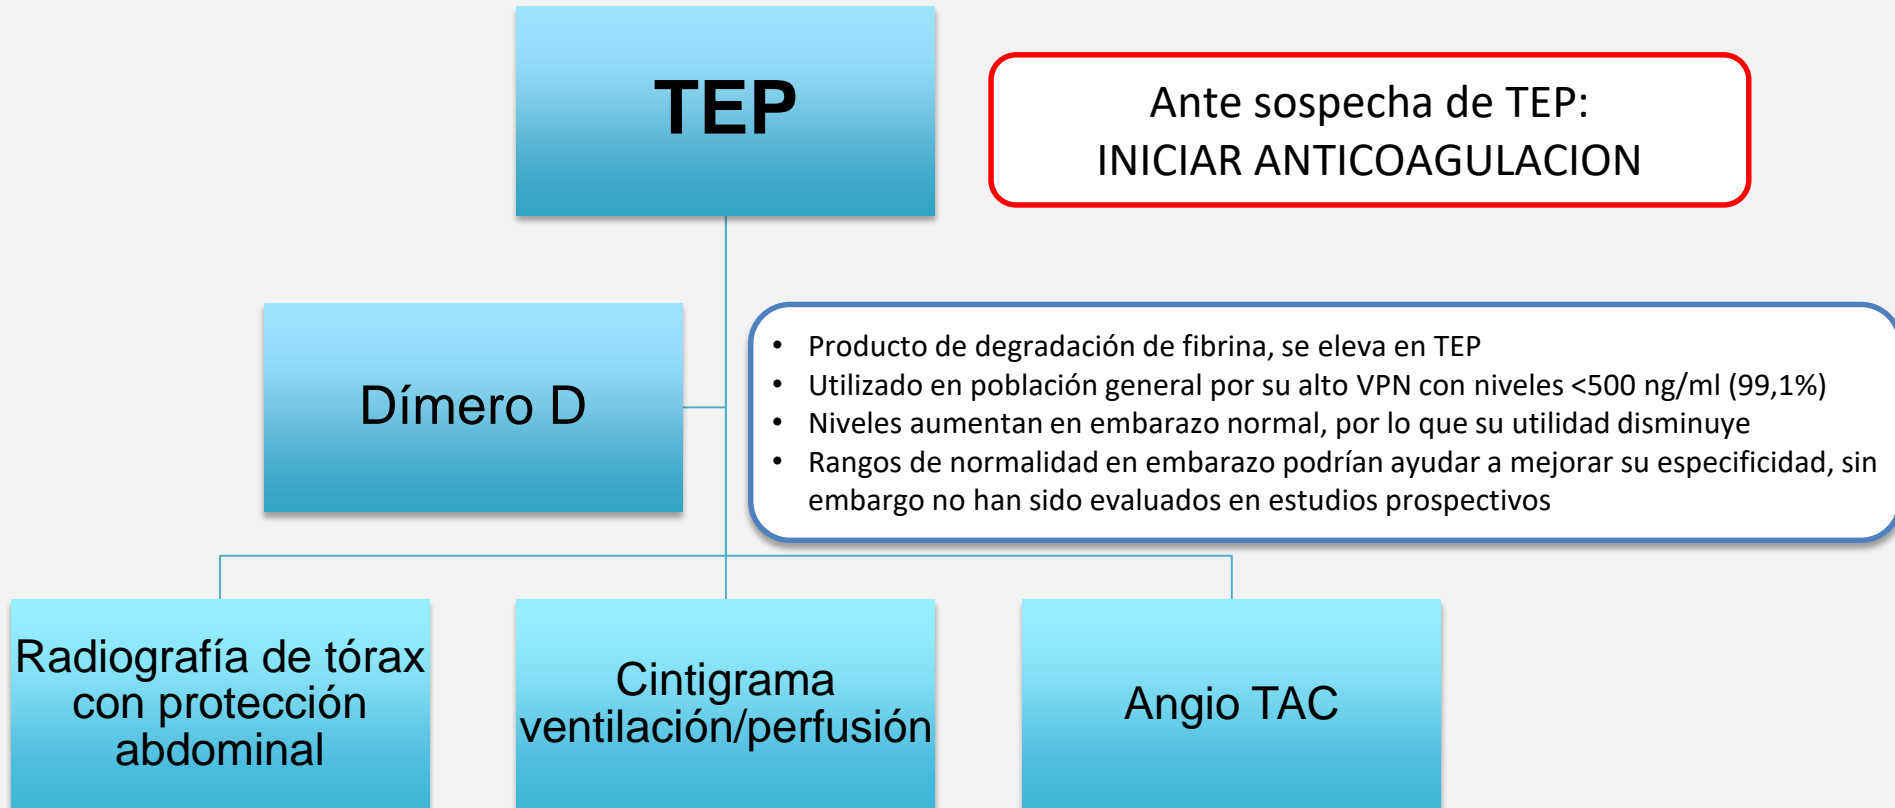 TEP
Ante sospecha de TEP:
INICIAR ANTICOAGULACION
Dímero D
• Producto de degradación de fibrina, se eleva en TEP
• Utilizado en población general por su alto VPN con niveles <500 ng/ml (99,1%)
• Niveles aumentan en embarazo normal, por lo que su utilidad disminuye
• Rangos de normalidad en embarazo podrían ayudar a mejorar su especificidad, sin
embargo no han sido evaluados en estudios prospectivos
Radiografía de tórax
con protección
abdominal
Cintigrama
ventilación/perfusión
Angio TAC